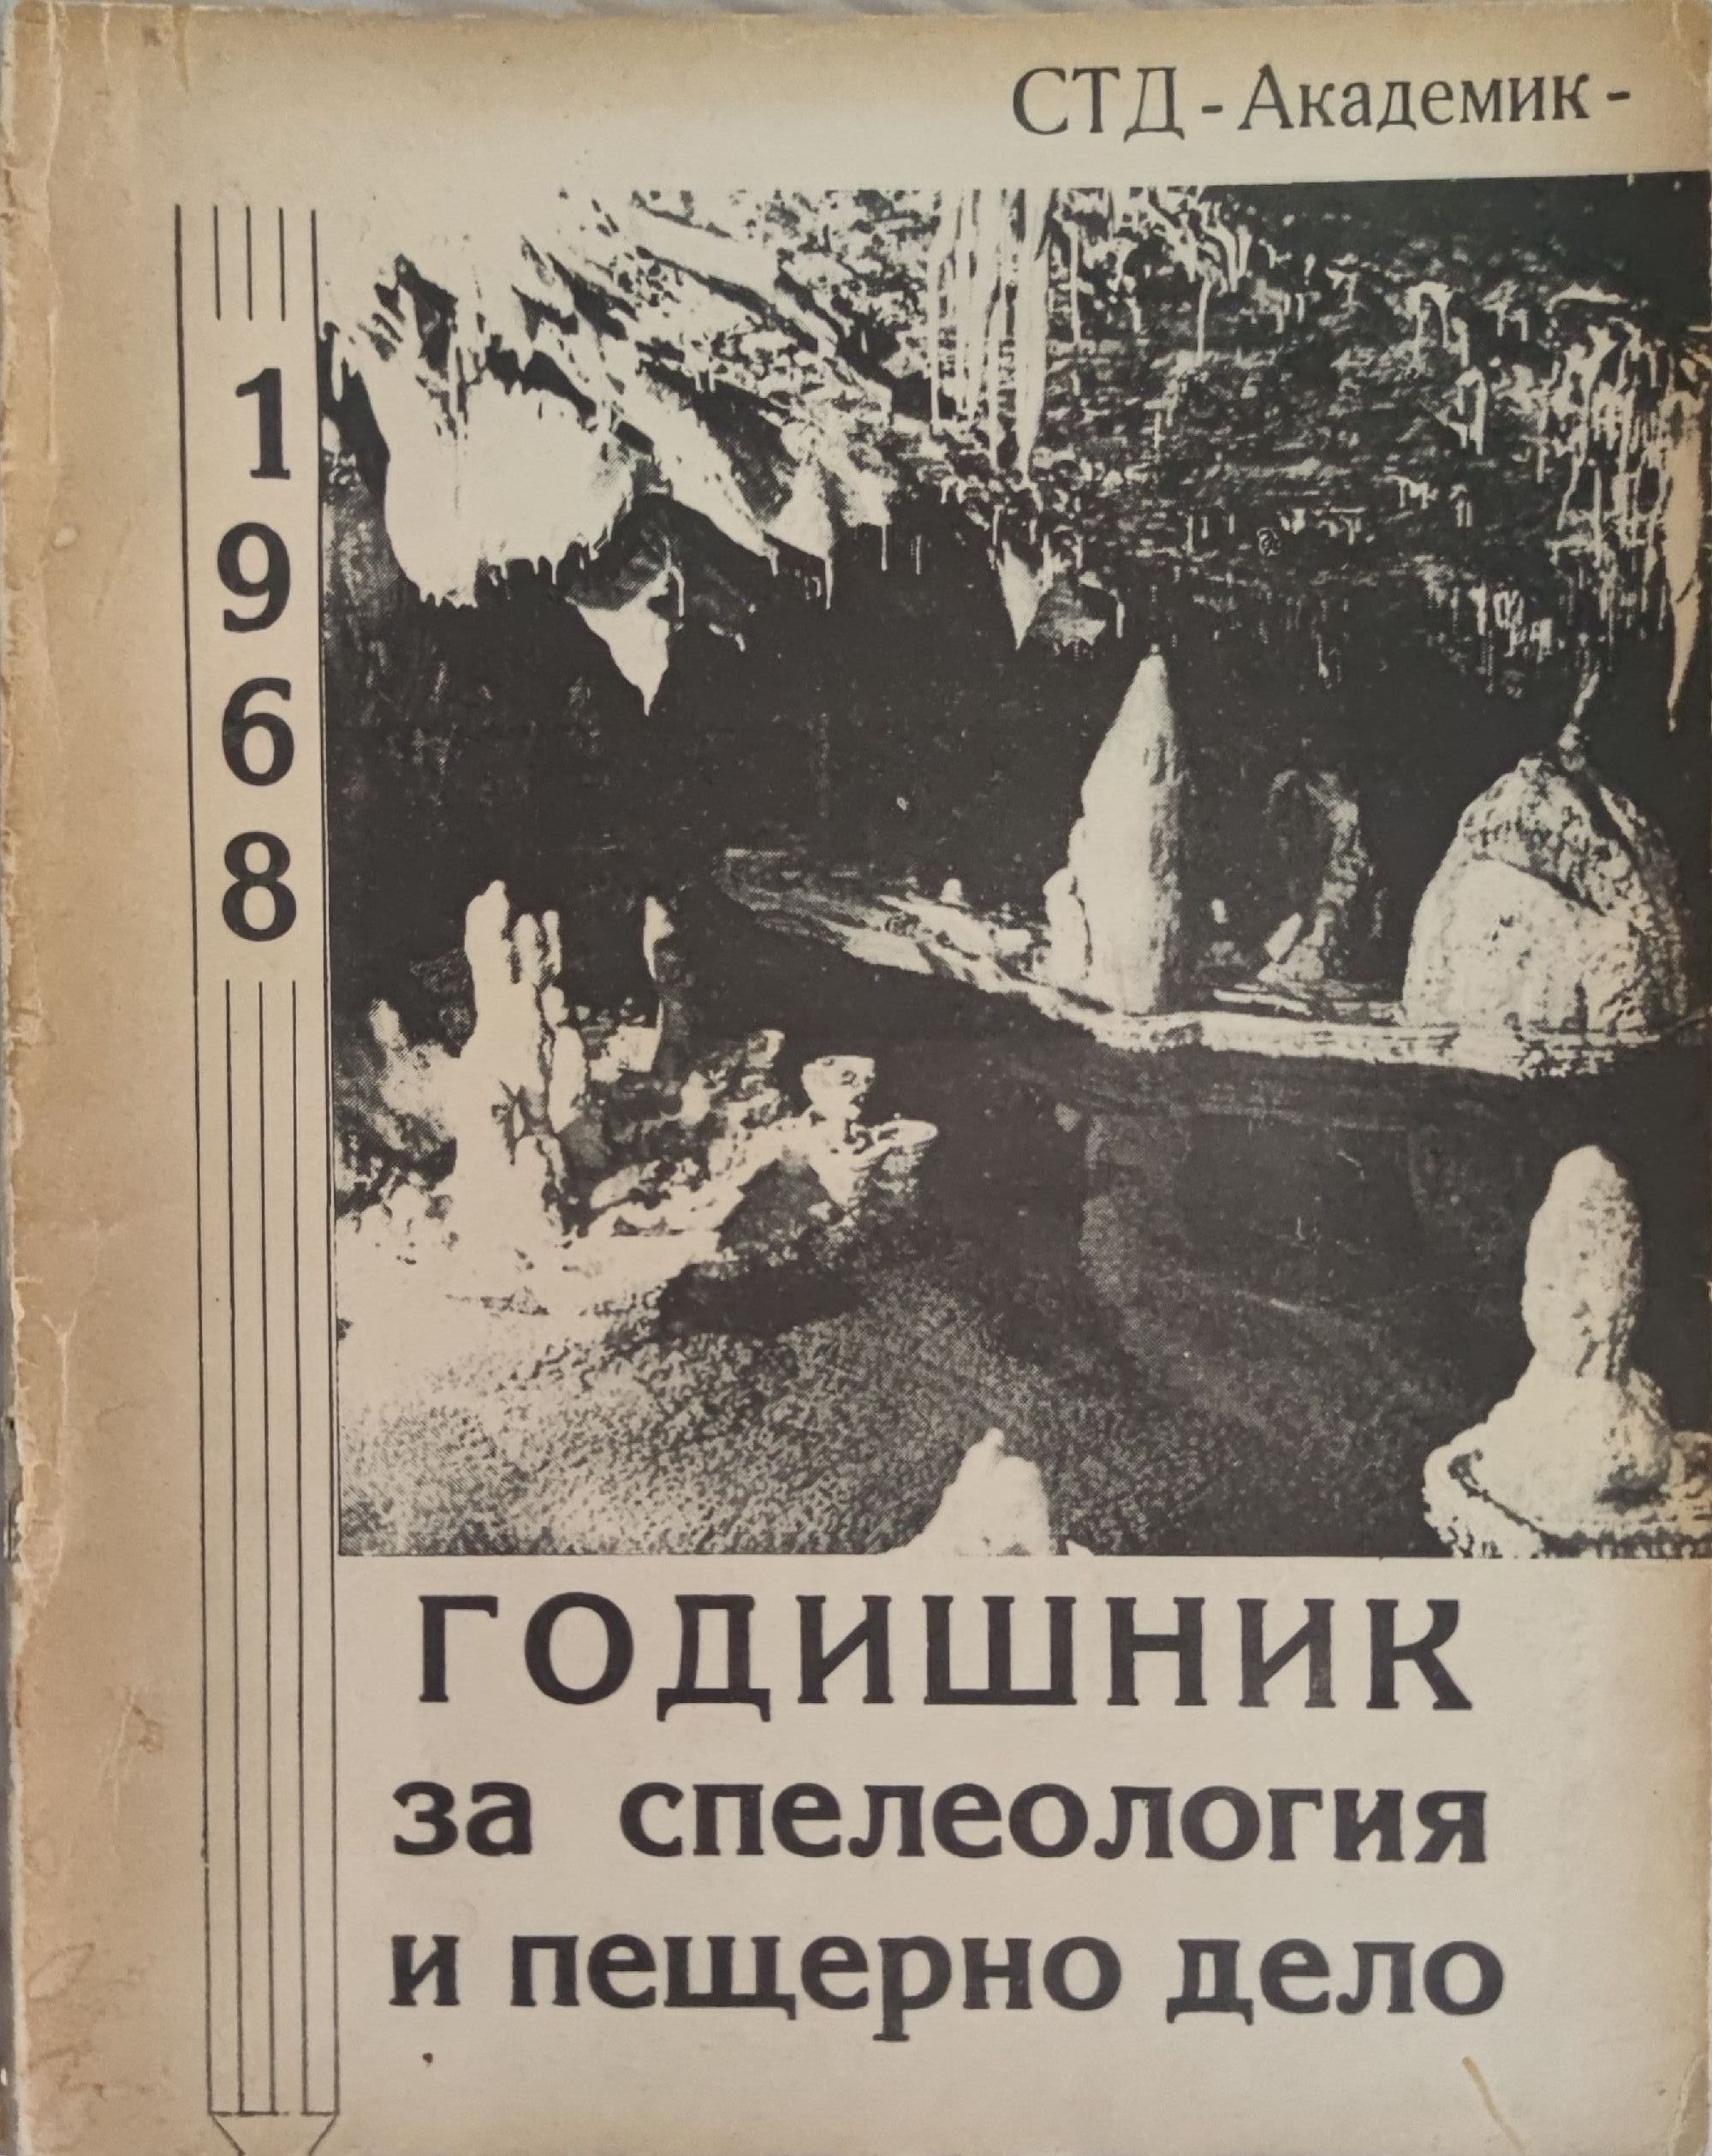 СТД - Академик -
1968
ГОДИШНИК
за спелеология
и пещерно дело